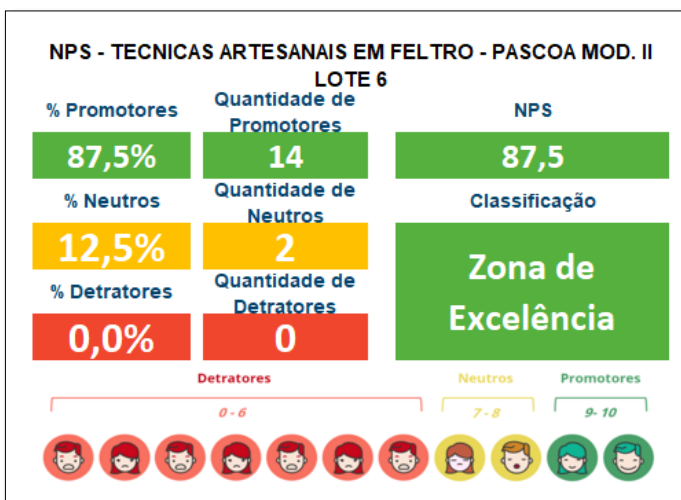 NPS - TECNICAS ARTESANAIS EM FELTRO - PASCOA MOD. II
LOTE 6
% Promotores
Quantidade de
Promotores
NPS
87,5%
14
87,5
% Neutros
Quantidade de
Neutros
Classificação
12,5%
2
Zona de
Excelência
% Detratores
Quantidade de
Detratores
0,0%
0
Detratores
Neutros
Promotores
0 - 6
7 - 8
9- 10